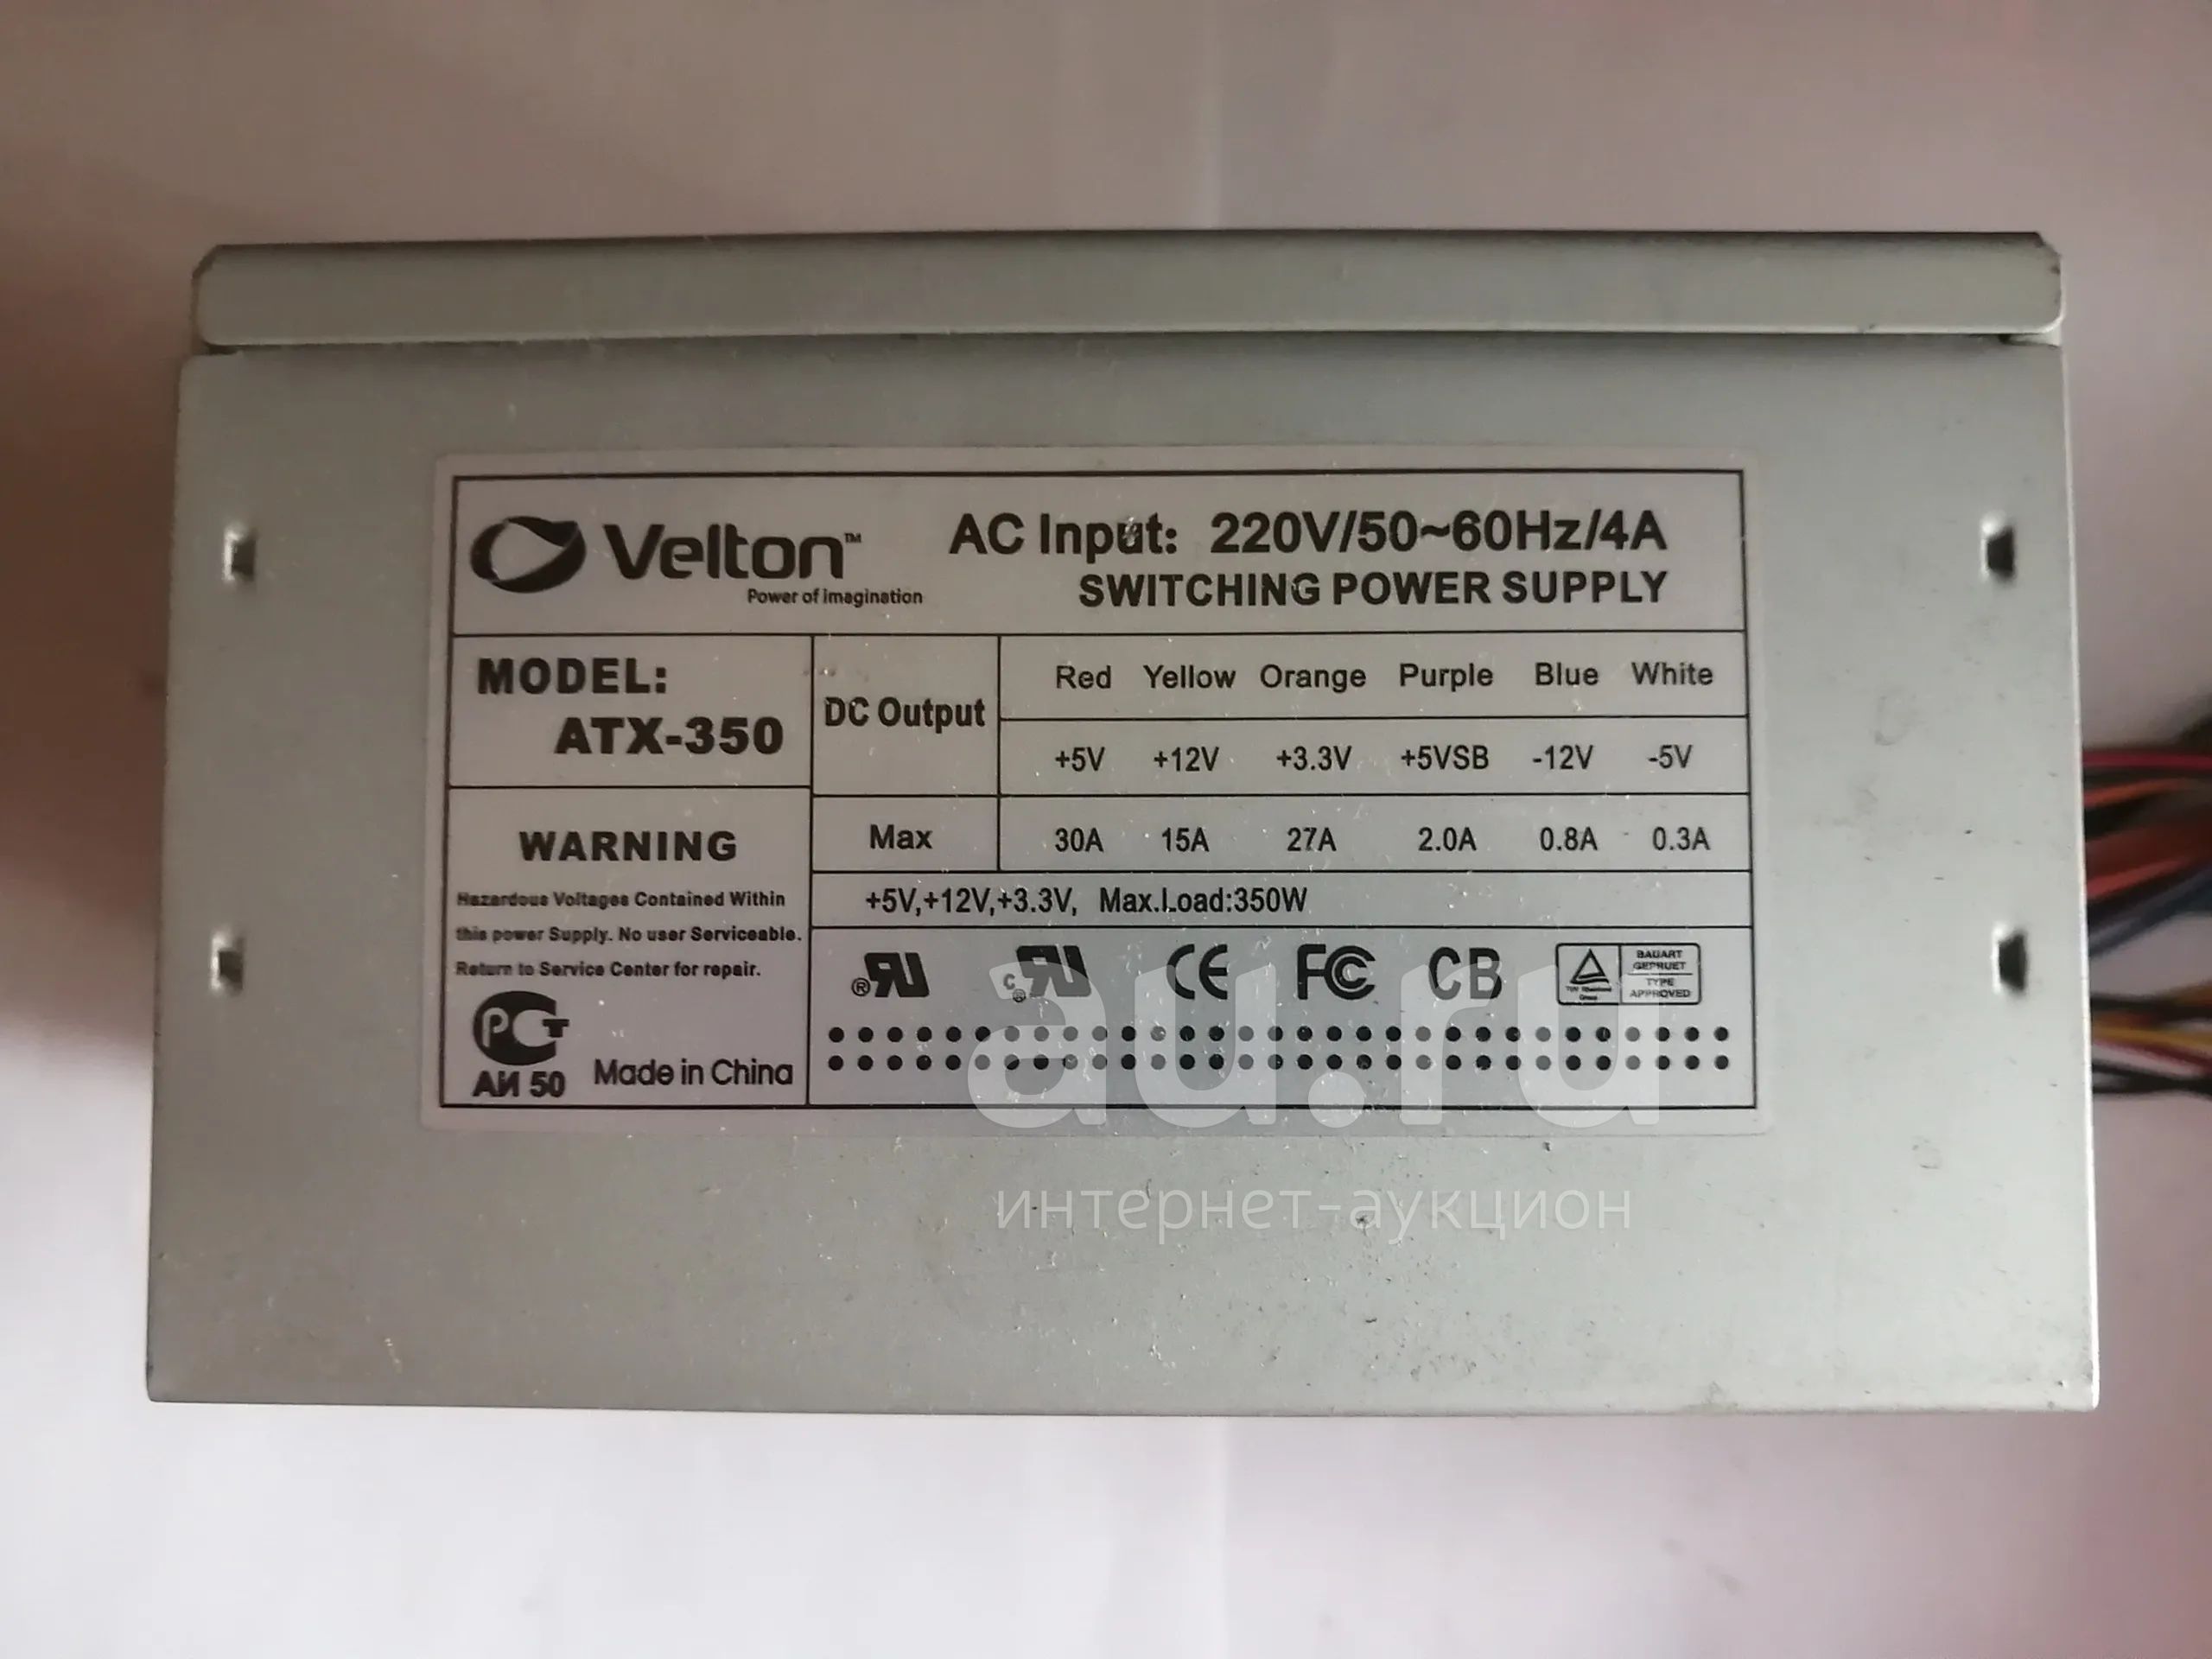 Velton™
Power of imagination
AC Input: 220V/50~60Hz/4A
SWITCHING POWER SUPPLY
MODEL:
ATX-350
DC Output
Red Yellow Orange Purple Blue White
+5V +12V +3.3V +5VSB -12V -5V
Max 30A 15A 27A 2.0A 0.8A 0.3A
+5V,+12V,+3.3V, Max.Load:350W
WARNING
Hazardous Voltages Contained Within
this power Supply. No user Serviceable.
Return to Service Center for repair.
РСТ
АИ 50
Made in China
CE FC CB
BAUART
GEPRUET
TYPE
APPROVED
au.ru
интернет-аукцион